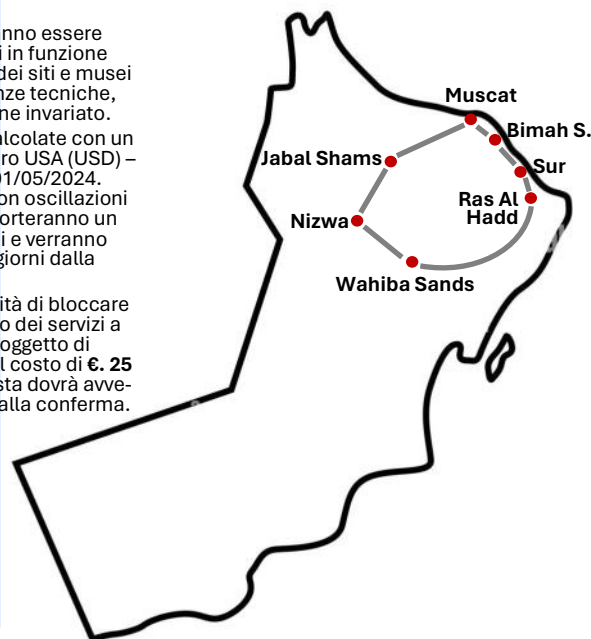 anno essere
i in funzione
dei siti e musei
nze tecniche,
ne invariato.
alcolate con un
ro USA (USD) –
01/05/2024.
on oscillazioni
orteranno un
i e verranno
giorni dalla
ità di bloccare
o dei servizi a
oggetto di
l costo di €. 25
sta dovrà avve-
alla conferma.
Muscat
Bimah S.
Jabal Shams
Sur
Ras Al
Hadd
Nizwa
Wahiba Sands